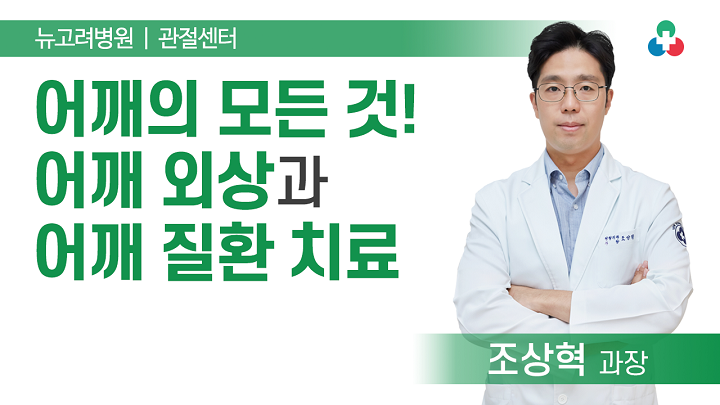 뉴고려병원 | 관절센터
어깨의 모든 것!
어깨 외상과
어깨 질환 치료
조상혁 과장